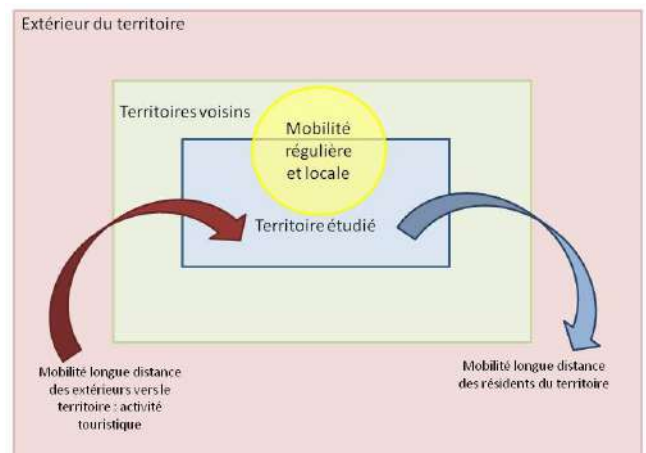 Extérieur du territoire
Territoires voisins
Mobilité
régulière
et locale
Territoire étudié
Mobilité longue distance
des extérieurs vers le
territoire : activité
touristique
Mobilité longue distance
des résidents du territoire